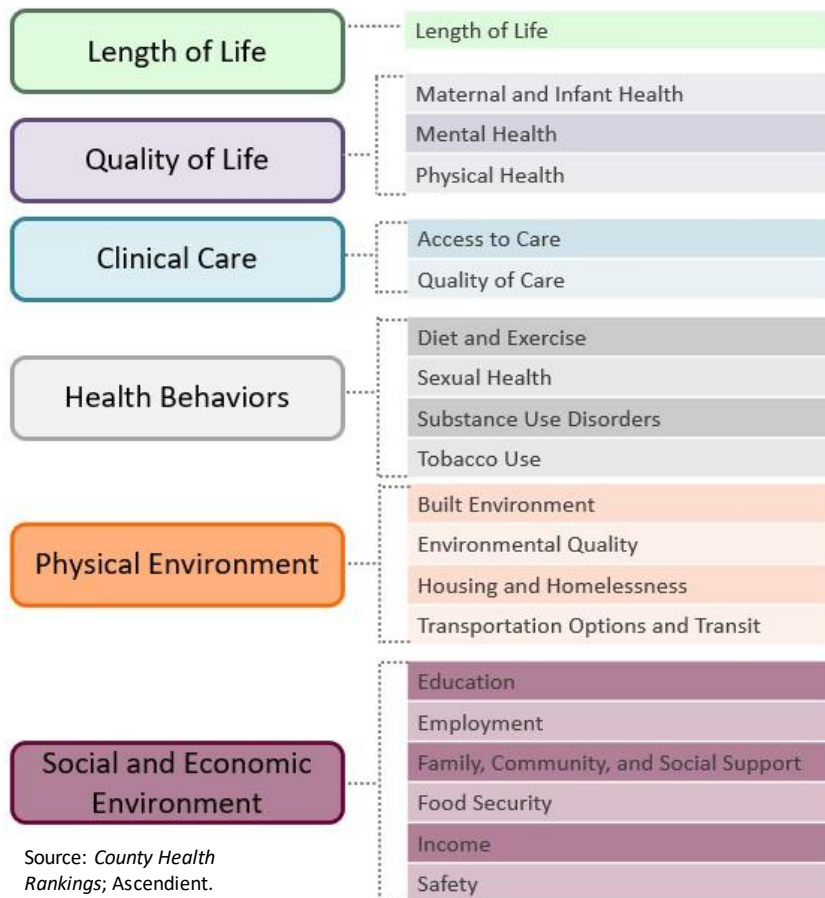 Length of Life
Length of Life
Quality of Life
Maternal and Infant Health
Mental Health
Physical Health
Clinical Care
Access to Care
Quality of Care
Health Behaviors
Diet and Exercise
Sexual Health
Substance Use Disorders
Tobacco Use
Physical Environment
Built Environment
Environmental Quality
Housing and Homelessness
Transportation Options and Transit
Social and Economic
Environment
Education
Employment
Family, Community, and Social Support
Food Security
Income
Safety
Source: County Health
Rankings; Ascendient.